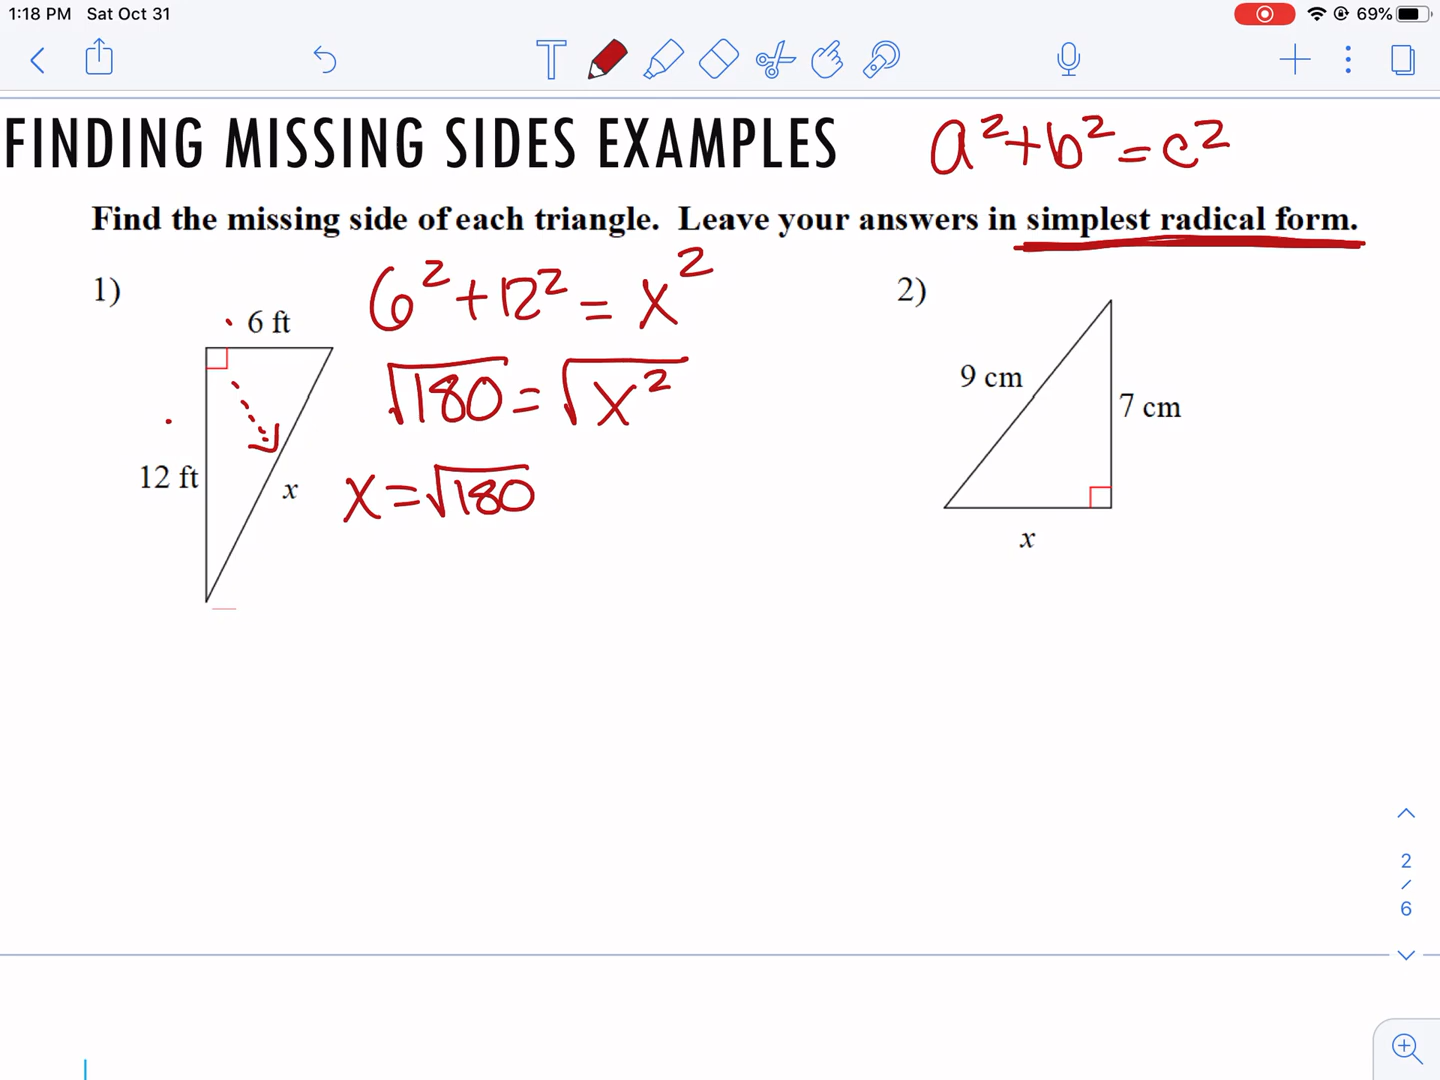 1:18 PM Sat Oct 31
69%
T
FINDING MISSING SIDES EXAMPLES
a²+b²=c²
Find the missing side of each triangle. Leave your answers in simplest radical form.
1)
6 ft
12 ft
x
6²+12²=x²
√180=√x²
x=√180
2)
9 cm
7 cm
x
2
/
6